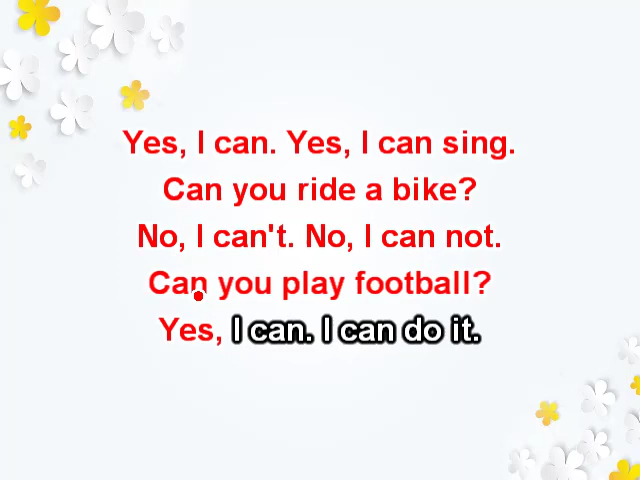 Yes, I can. Yes, I can sing.
Can you ride a bike?
No, I can't. No, I can not.
Can you play football?
Yes, I can. I can do it.